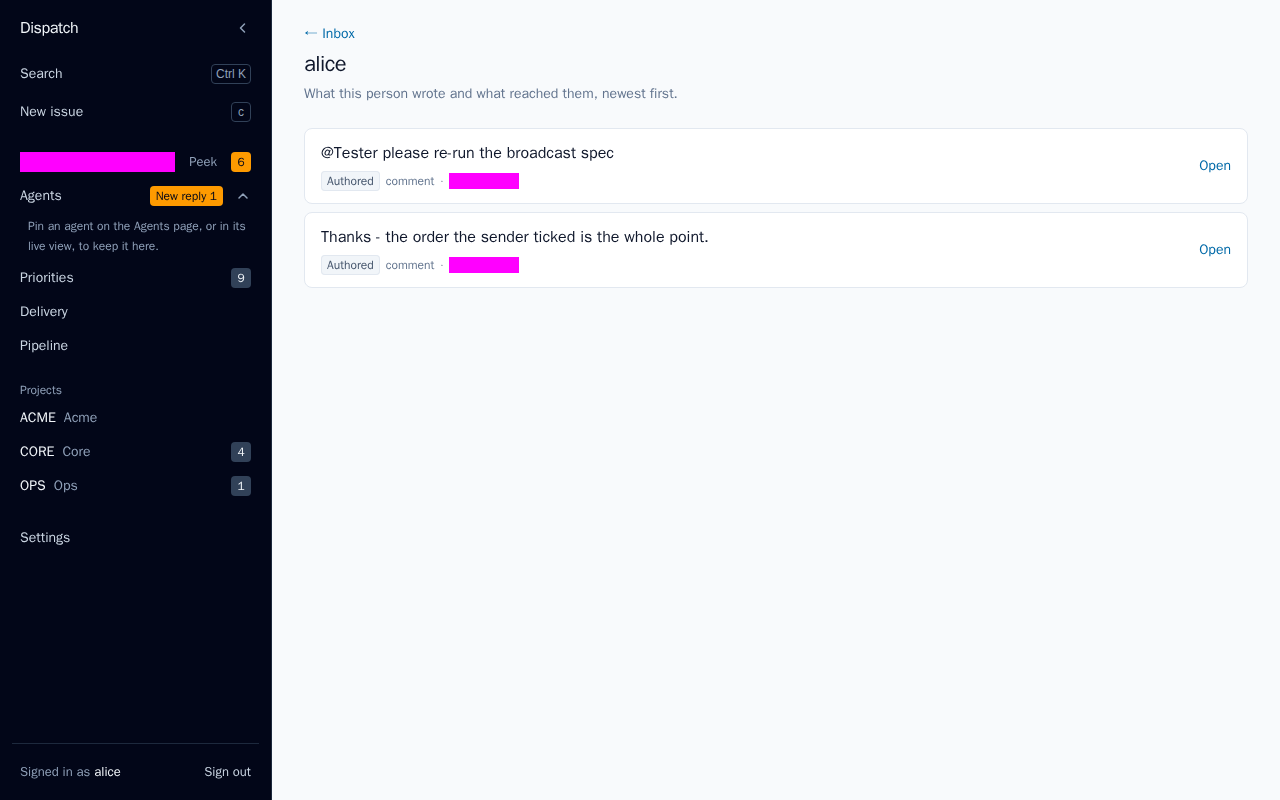 Dispatch
Search
Ctrl K
New issue
c
Peek
6
Agents
New reply 1
Pin an agent on the Agents page, or in its
live view, to keep it here.
Priorities
9
Delivery
Pipeline
Projects
ACME Acme
CORE Core
4
OPS Ops
1
Settings
Signed in as alice
Sign out
← Inbox
alice
What this person wrote and what reached them, newest first.
@Tester please re-run the broadcast spec
Authored comment ·
Open
Thanks - the order the sender ticked is the whole point.
Authored comment ·
Open